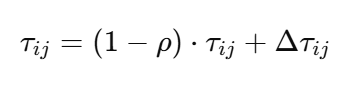 τij = (1 − ρ) · τij + Δτij